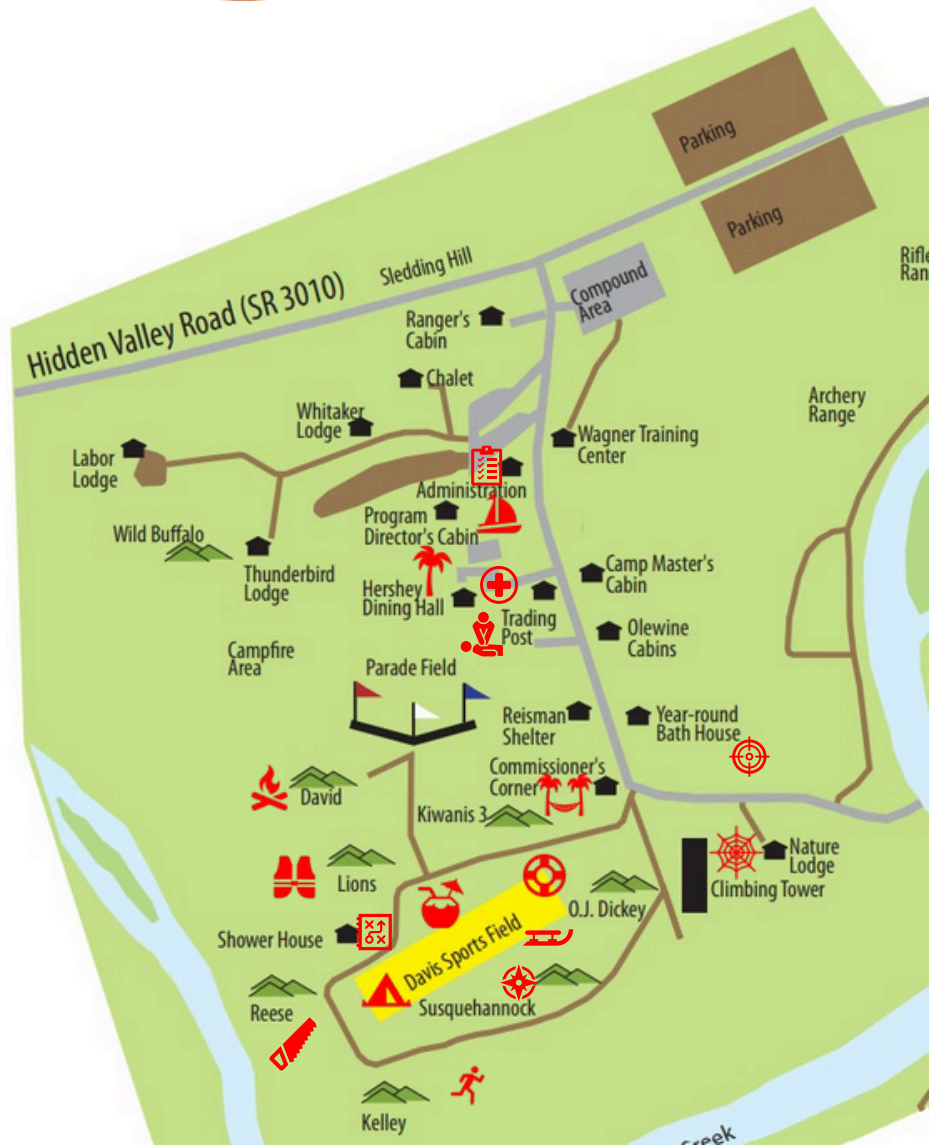 Parking
Parking
Rifle
Ran
Sledding Hill
Hidden Valley Road (SR 3010)
Compound
Area
Ranger's
Cabin
Chalet
Archery
Range
Whitaker
Lodge
Wagner Training
Center
Labor
Lodge
Administration
Program
Director's Cabin
Wild Buffalo
Thunderbird
Lodge
Hershey
Dining Hall
Camp Master's
Cabin
Trading
Post
Olewine
Cabins
Campfire
Area
Parade Field
Reisman
Shelter
Year-round
Bath House
Commissioner's
Corner
David
Kiwanis 3
Nature
Lodge
Lions
Climbing Tower
O.J. Dickey
Shower House
Davis Sports Field
Reese
Susquehannock
Kelley
Creek